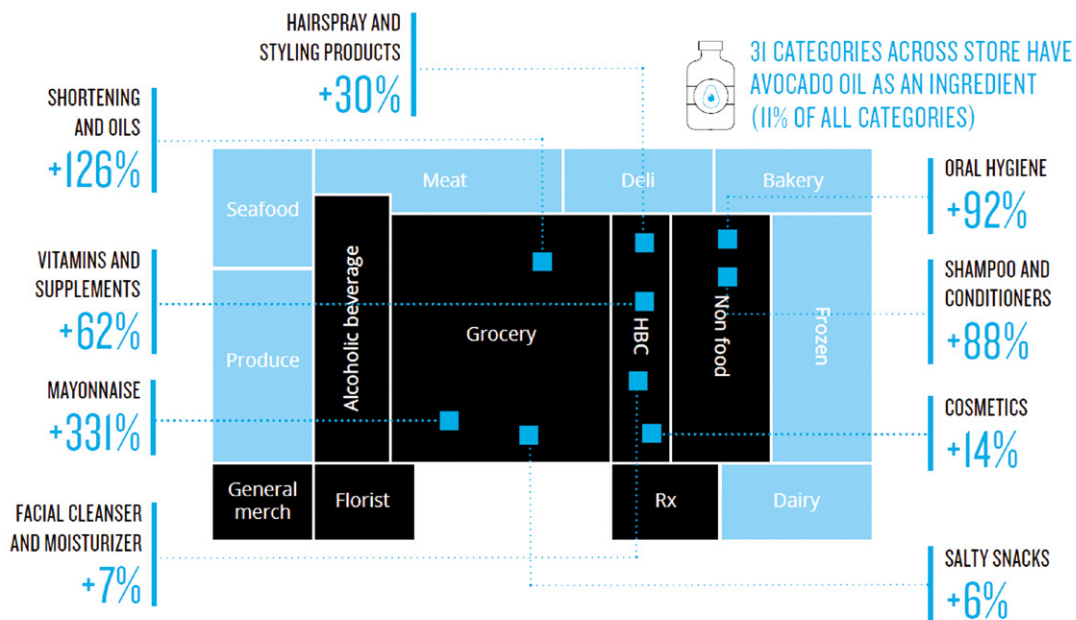 HAIRSPRAY AND
STYLING PRODUCTS
+30%
31 CATEGORIES ACROSS STORE HAVE
AVOCADO OIL AS AN INGREDIENT
(11% OF ALL CATEGORIES)
SHORTENING
AND OILS
+126%
VITAMINS AND
SUPPLEMENTS
+62%
MAYONNAISE
+331%
FACIAL CLEANSER
AND MOISTURIZER
+7%
Seafood
Meat
Deli
Bakery
Produce
Alcoholic beverage
Grocery
HBC
Non food
Frozen
General
merch
Florist
Rx
Dairy
ORAL HYGIENE
+92%
SHAMPOO AND
CONDITIONERS
+88%
COSMETICS
+14%
SALTY SNACKS
+6%